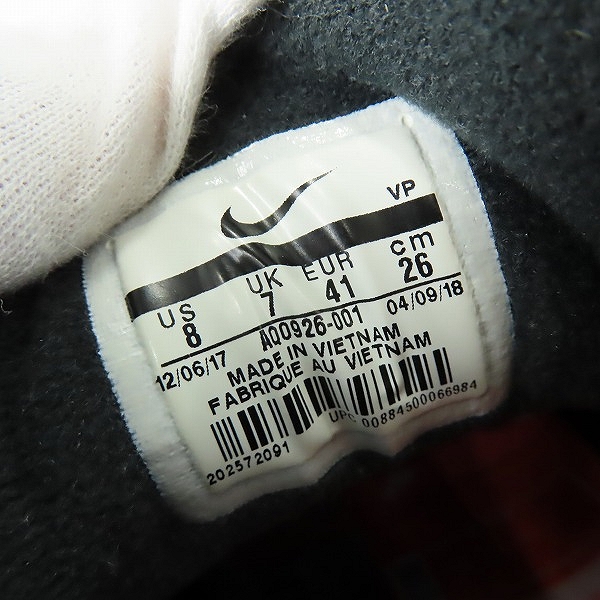 VP
US UK EUR cm
8 7 41 26
12/06/17 AQ0926-001 04/09/18
MADE IN VIETNAM
FABRIQUE AU VIETNAM
UPC 00884500066984
202572091